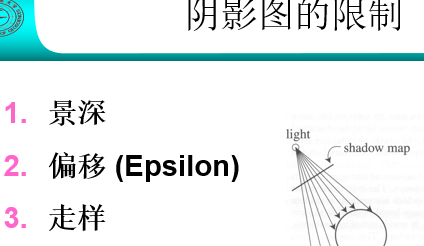 阴影图的限制
1. 景深
2. 偏移 (Epsilon)
3. 走样
light
shadow map